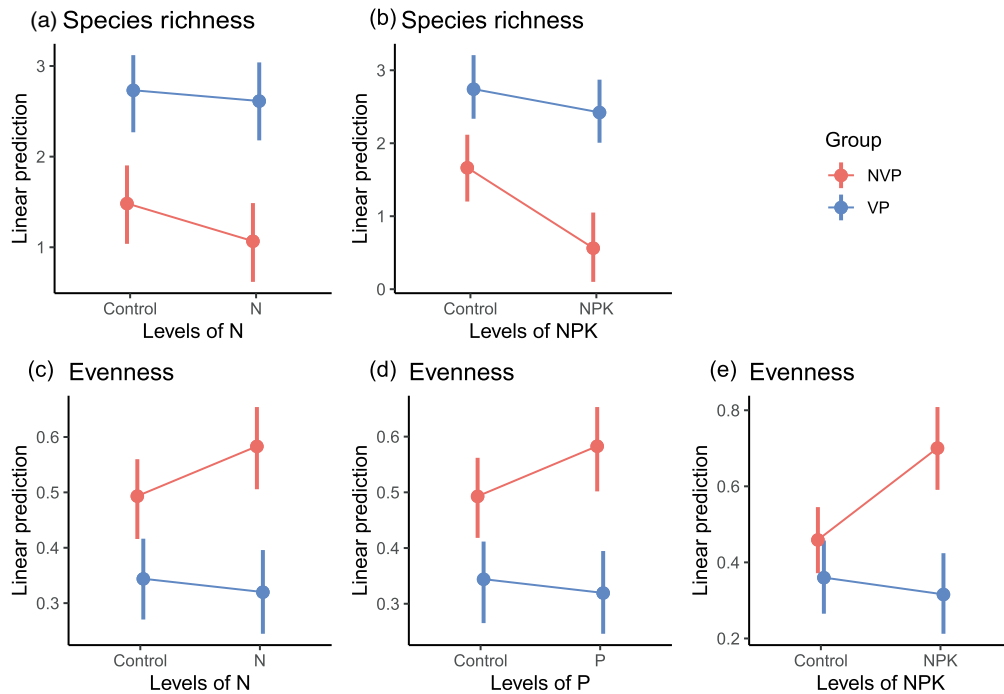 (a) Species richness
Linear prediction
3
2
1
Control N
Levels of N
(b) Species richness
Linear prediction
3
2
1
0
Control NPK
Levels of NPK
Group
NVP
VP
(c) Evenness
Linear prediction
0.6
0.5
0.4
0.3
Control N
Levels of N
(d) Evenness
Linear prediction
0.6
0.5
0.4
0.3
Control P
Levels of P
(e) Evenness
Linear prediction
0.8
0.6
0.4
0.2
Control NPK
Levels of NPK